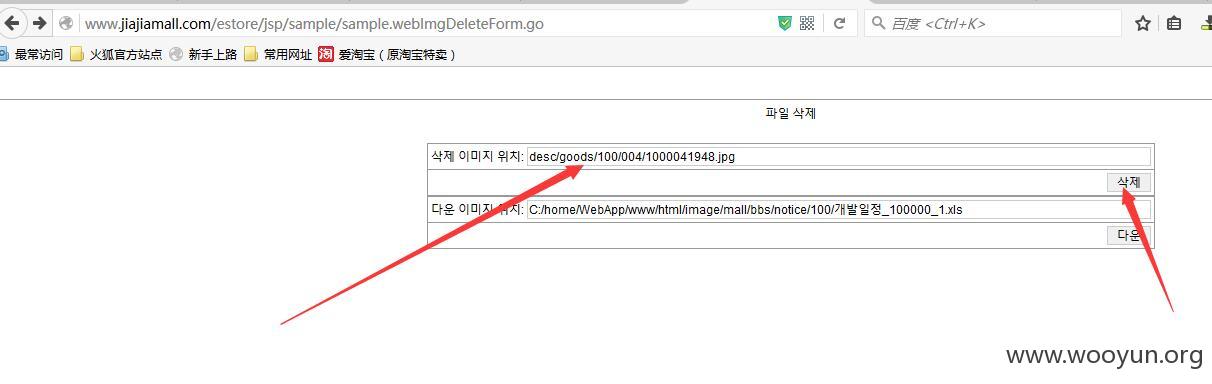 www.jiajiamall.com/estore/jsp/sample/sample.webImgDeleteForm.go
百度 <Ctrl+K>
最常访问 火狐官方站点 新手上路 常用网址 淘 爱淘宝（原淘宝特卖）
파일 삭제
삭제 이미지 위치: desc/goods/100/004/1000041948.jpg
삭제
다운 이미지 위치: C:/home/WebApp/www/html/image/mall/bbs/notice/100/개발일정_100000_1.xls
다운
www.wooyun.org